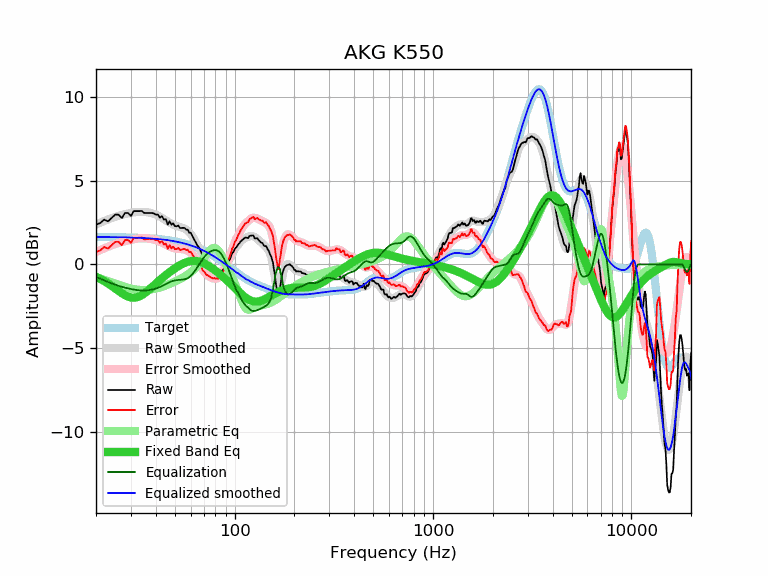 AKG K550
10
5
0
−5
−10
Amplitude (dBr)
Target
Raw Smoothed
Error Smoothed
Raw
Error
Parametric Eq
Fixed Band Eq
Equalization
Equalized smoothed
100
1000
10000
Frequency (Hz)